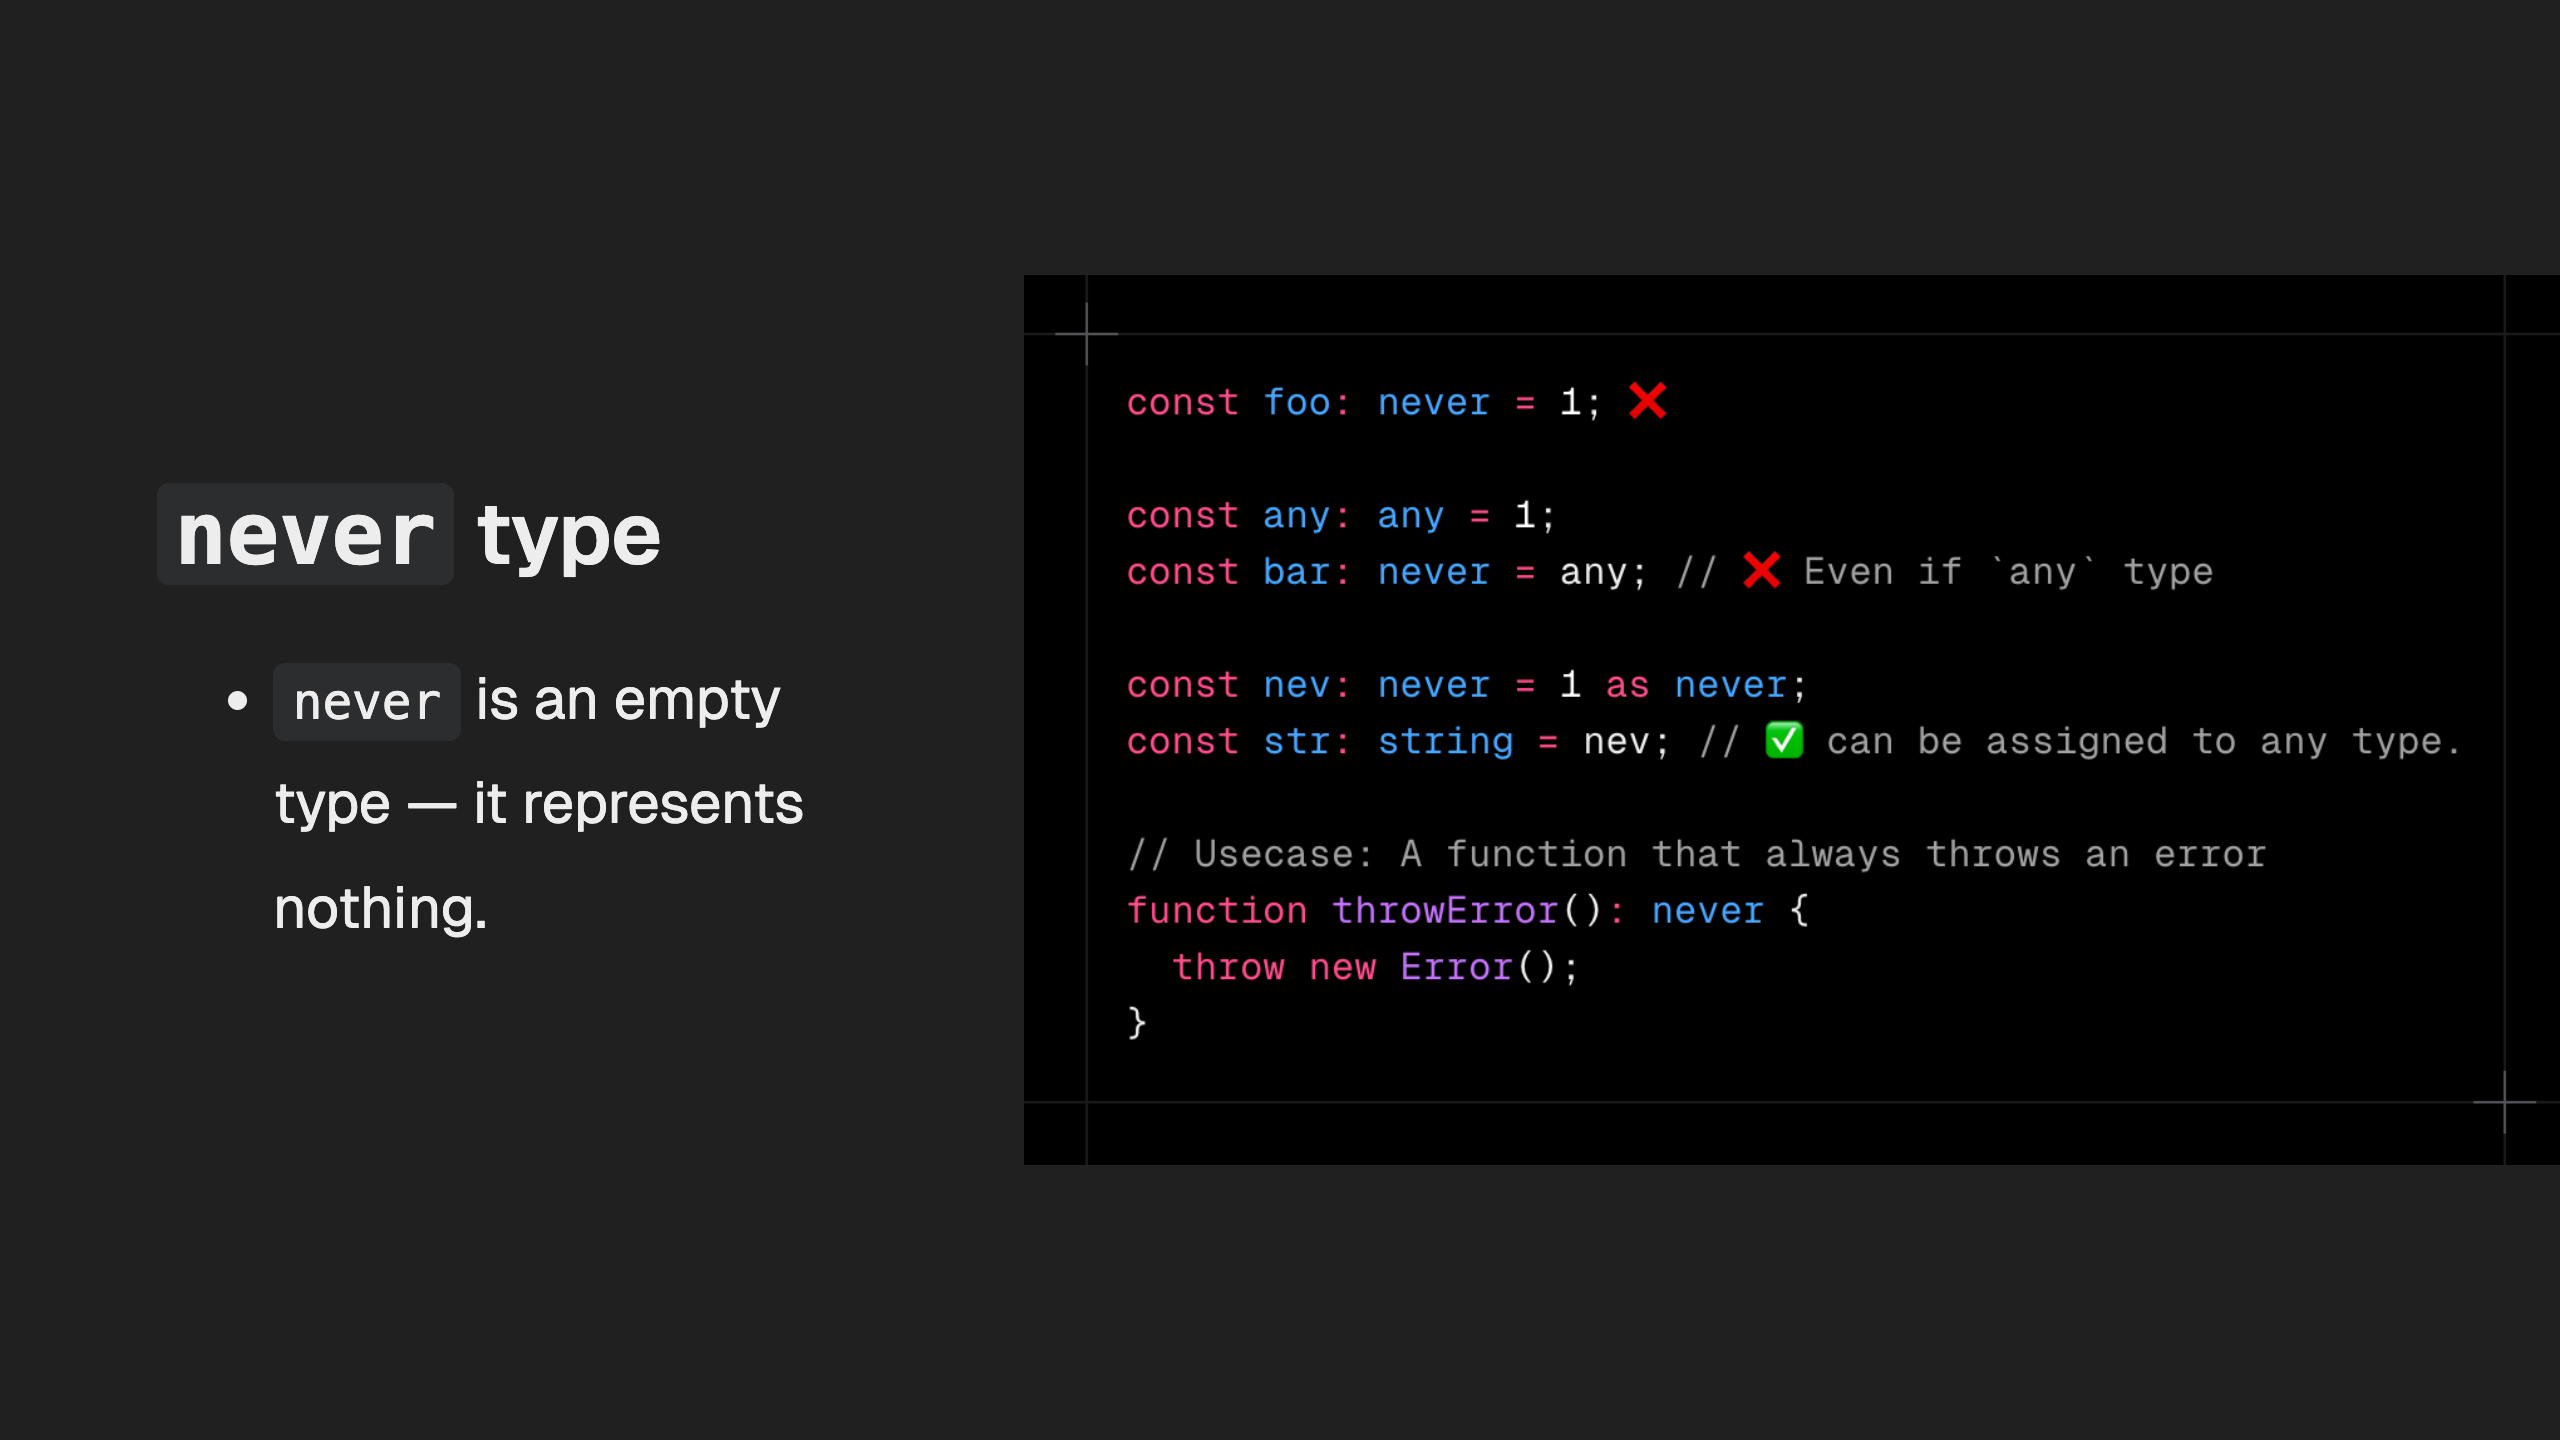 never type
• never is an empty
type — it represents
nothing.
const foo: never = 1; ❌
const any: any = 1;
const bar: never = any; // ❌ Even if `any` type
const nev: never = 1 as never;
const str: string = nev; // ✅ can be assigned to any type.
// Usecase: A function that always throws an error
function throwError(): never {
  throw new Error();
}